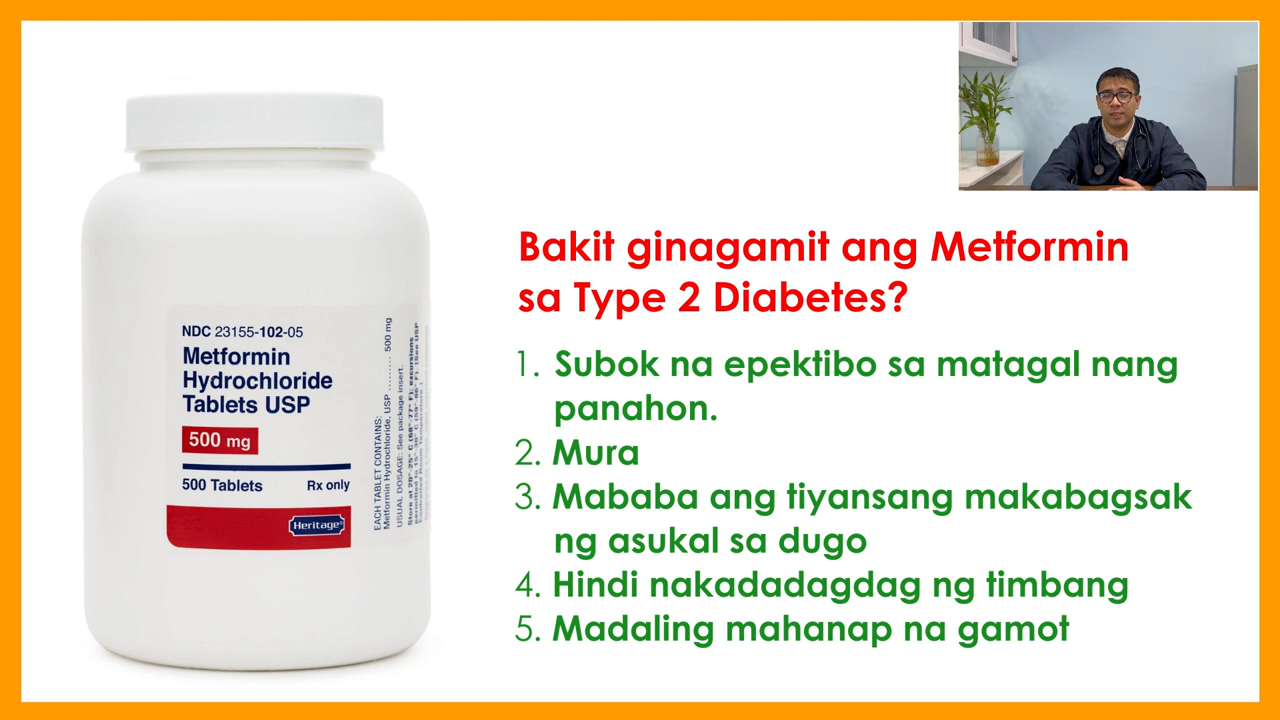 NDC 23155-102-05
Metformin
Hydrochloride
Tablets USP
500 mg
500 Tablets Rx only
Heritage
EACH TABLET CONTAINS:
Metformin Hydrochloride, USP ......... 500 mg
USUAL DOSAGE: See package insert.
Bakit ginagamit ang Metformin
sa Type 2 Diabetes?
1. Subok na epektibo sa matagal nang
panahon.
2. Mura
3. Mababa ang tiyansang makabagsak
ng asukal sa dugo
4. Hindi nakadadagdag ng timbang
5. Madaling mahanap na gamot